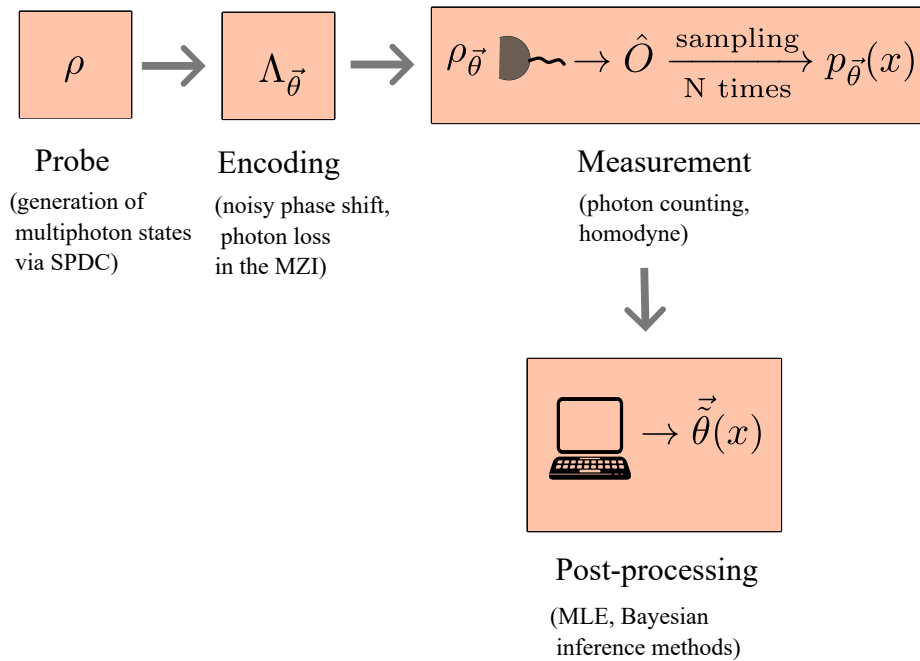 ρ
Probe
(generation of
multiphoton states
via SPDC)
Λ_θ⃗
Encoding
(noisy phase shift,
photon loss
in the MZI)
ρ_θ⃗ → Ô sampling N times → p_θ⃗(x)
Measurement
(photon counting,
homodyne)
→ θ̃⃗(x)
Post-processing
(MLE, Bayesian
inference methods)